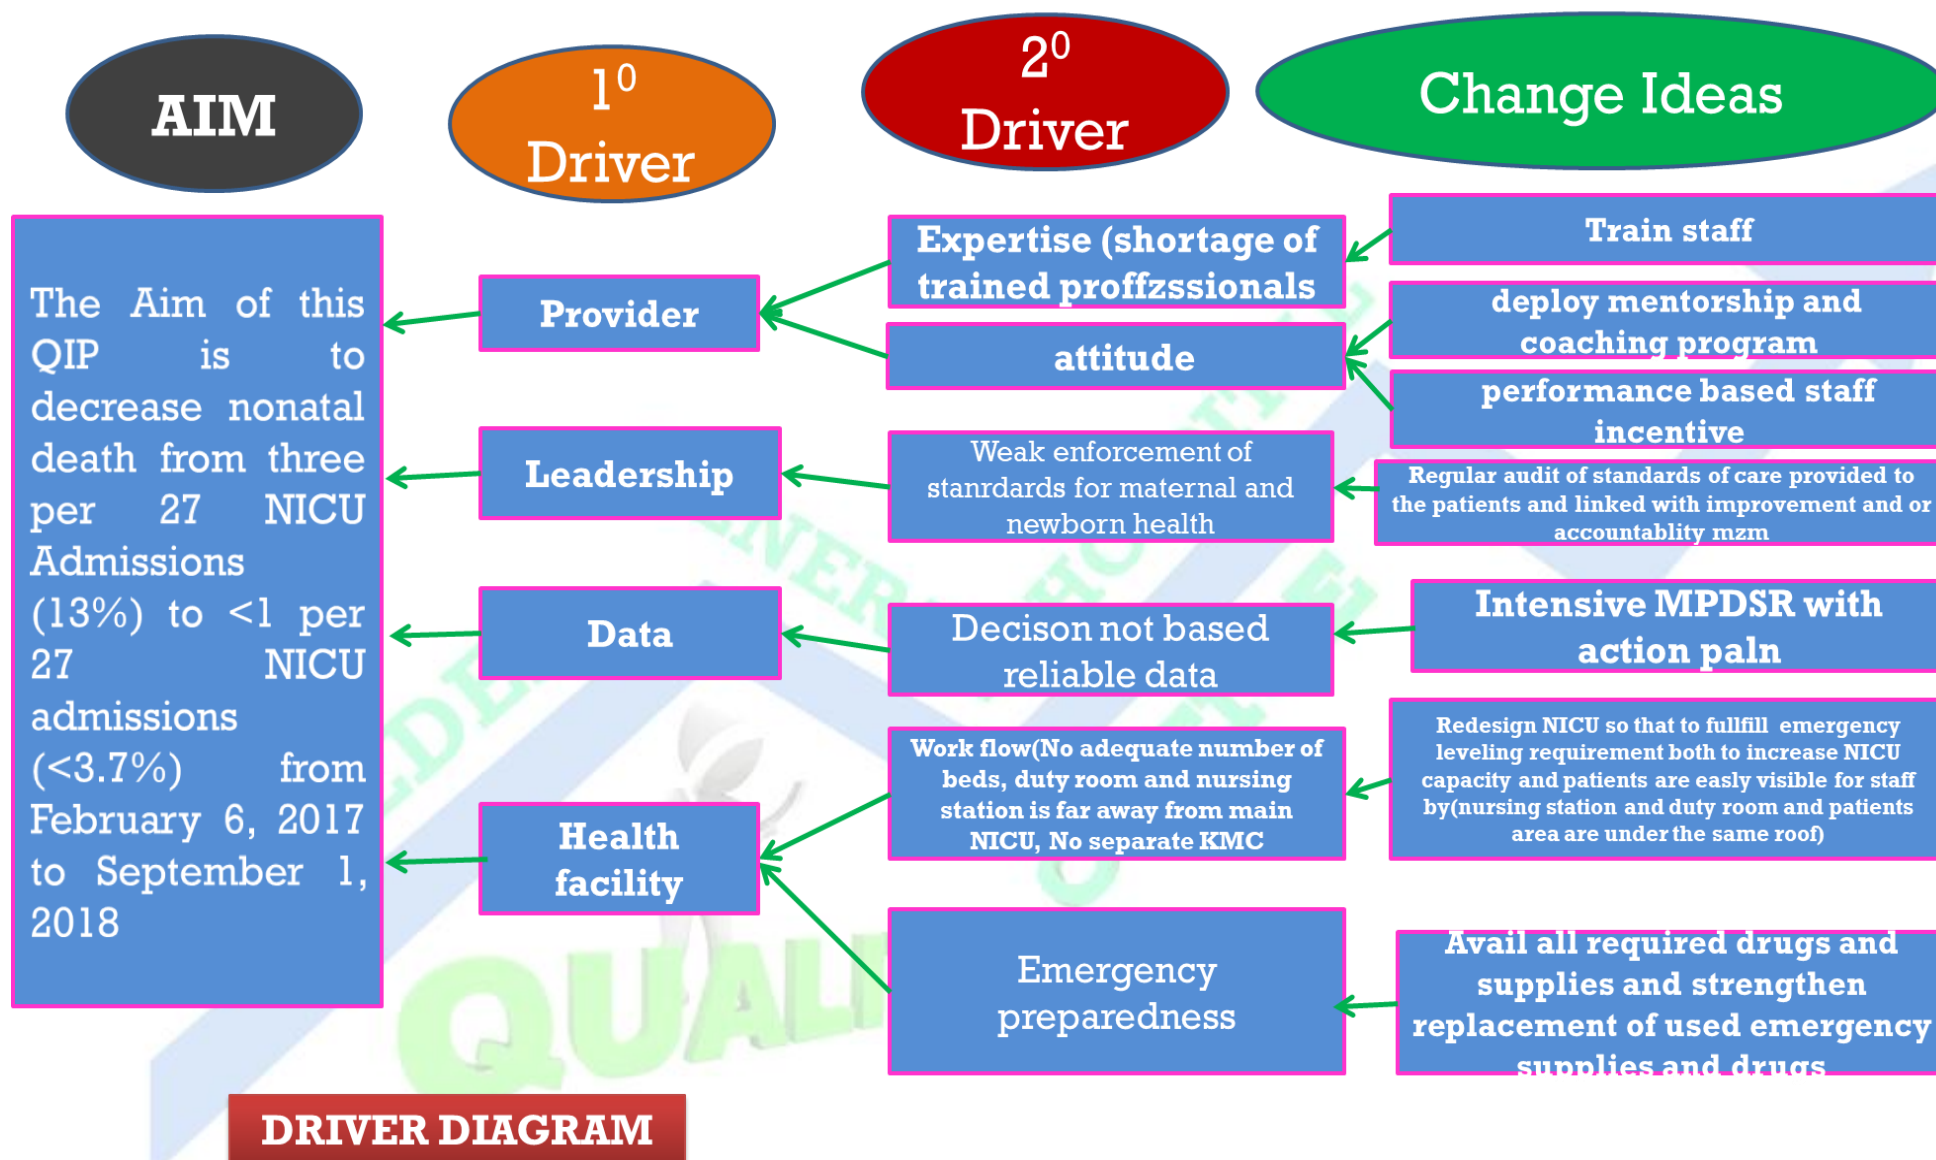 AIM
1⁰
Driver
2⁰
Driver
Change Ideas
The Aim of this
QIP is to
decrease nonatal
death from three
per 27 NICU
Admissions
(13%) to <1 per
27 NICU
admissions
(<3.7%) from
February 6, 2017
to September 1,
2018
Provider
Leadership
Data
Health
facility
Expertise (shortage of
trained proffzssionals
attitude
Weak enforcement of
stanrdards for maternal and
newborn health
Decison not based
reliable data
Work flow(No adequate number of
beds, duty room and nursing
station is far away from main
NICU, No separate KMC
Emergency
preparedness
Train staff
deploy mentorship and
coaching program
performance based staff
incentive
Regular audit of standards of care provided to
the patients and linked with improvement and or
accountablity mzm
Intensive MPDSR with
action paln
Redesign NICU so that to fullfill emergency
leveling requirement both to increase NICU
capacity and patients are easly visible for staff
by(nursing station and duty room and patients
area are under the same roof)
Avail all required drugs and
supplies and strengthen
replacement of used emergency
supplies and drugs
DRIVER DIAGRAM